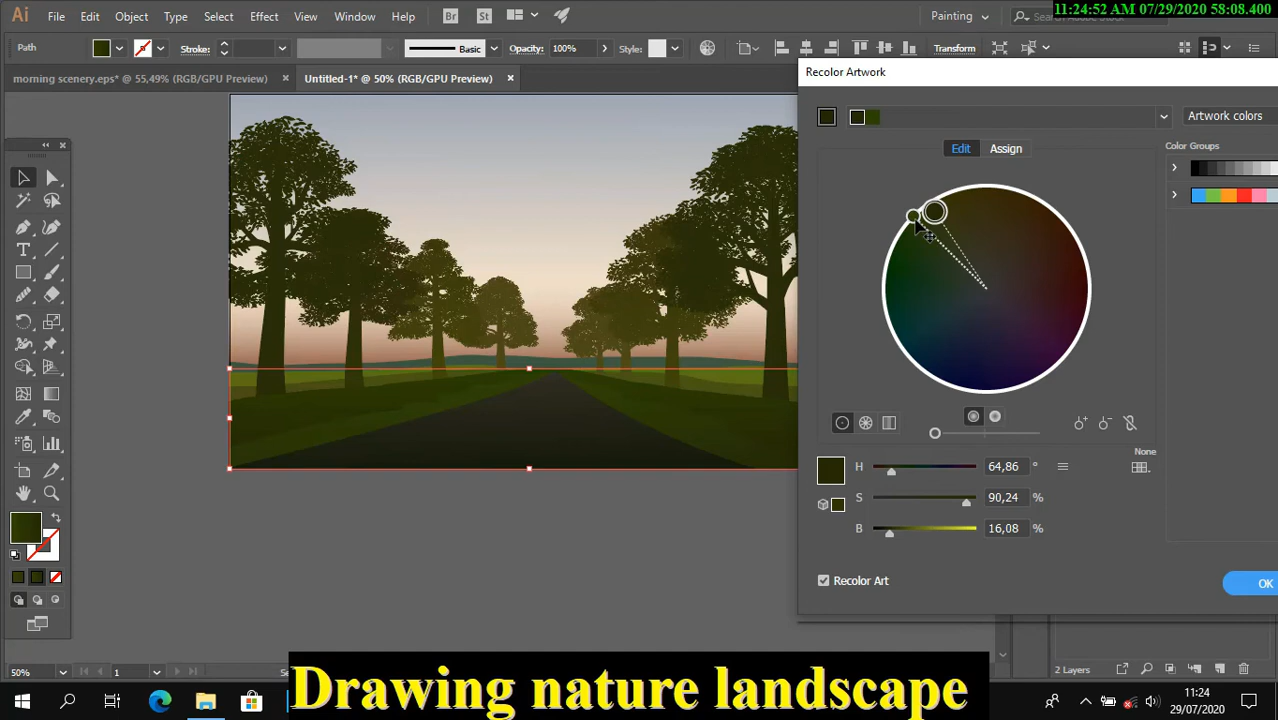 Ai File Edit Object Type Select Effect View Window Help Br St Painting
11:24:52 AM 07/29/2020 58:08.400
Path Stroke: Basic Opacity: 100% Style: Transform
morning scenery.eps* @ 55,49% (RGB/GPU Preview) × Untitled-1* @ 50% (RGB/GPU Preview) ×
Recolor Artwork
Artwork colors
Edit Assign
Color Groups
None
H 64,86 °
S 90,24 %
B 16,08 %
Recolor Art
OK
50% 1
2 Layers
Drawing nature landscape
11:24
29/07/2020